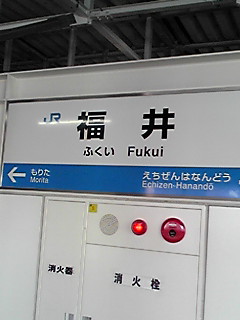 JR 福井
ふくい Fukui
もりた
Morita
えちぜんはなんどう
Echizen-Hanandō
消火器
消火栓